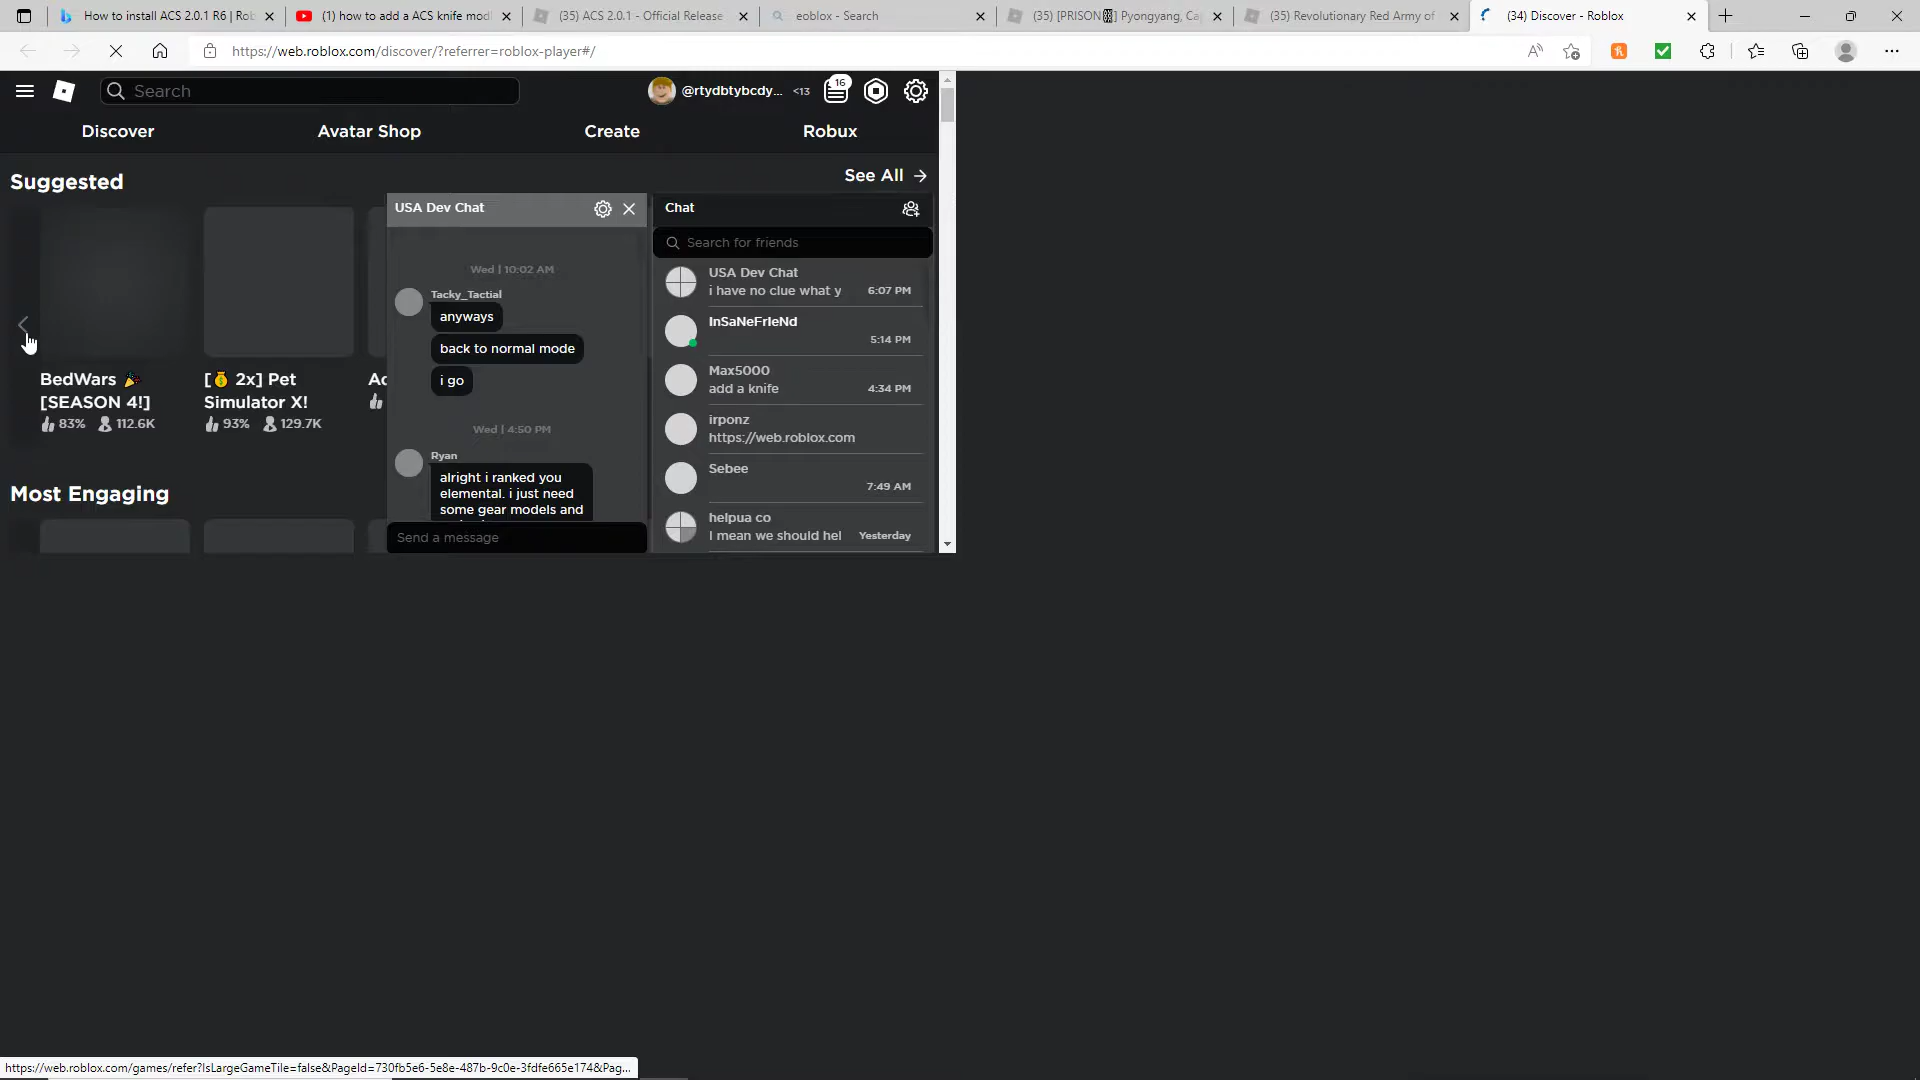 How to install ACS 2.0.1 R6 | Rob
(1) how to add a ACS knife mod
(35) ACS 2.0.1 - Official Release
eoblox - Search
(35) [PRISON] Pyongyang, Ca
(35) Revolutionary Red Army of
(34) Discover - Roblox
https://web.roblox.com/discover/?referrer=roblox-player#/
Search
@rtydbtybcdy... <13
16
Discover
Avatar Shop
Create
Robux
Suggested
See All
BedWars 🎉
[SEASON 4!]
83% 112.6K
[💰 2x] Pet
Simulator X!
93% 129.7K
Ad
Most Engaging
USA Dev Chat
Wed | 10:02 AM
Tacky_Tactial
anyways
back to normal mode
i go
Wed | 4:50 PM
Ryan
alright i ranked you
elemental. i just need
some gear models and
Send a message
Chat
Search for friends
USA Dev Chat
i have no clue what y 6:07 PM
InSaNeFrIeNd
5:14 PM
Max5000
add a knife 4:34 PM
irponz
https://web.roblox.com
Sebee
7:49 AM
helpua co
I mean we should hel Yesterday
https://web.roblox.com/games/refer?IsLargeGameTile=false&PageId=730fb5e6-5e8e-487b-9c0e-3fdfe665e174&Pag...